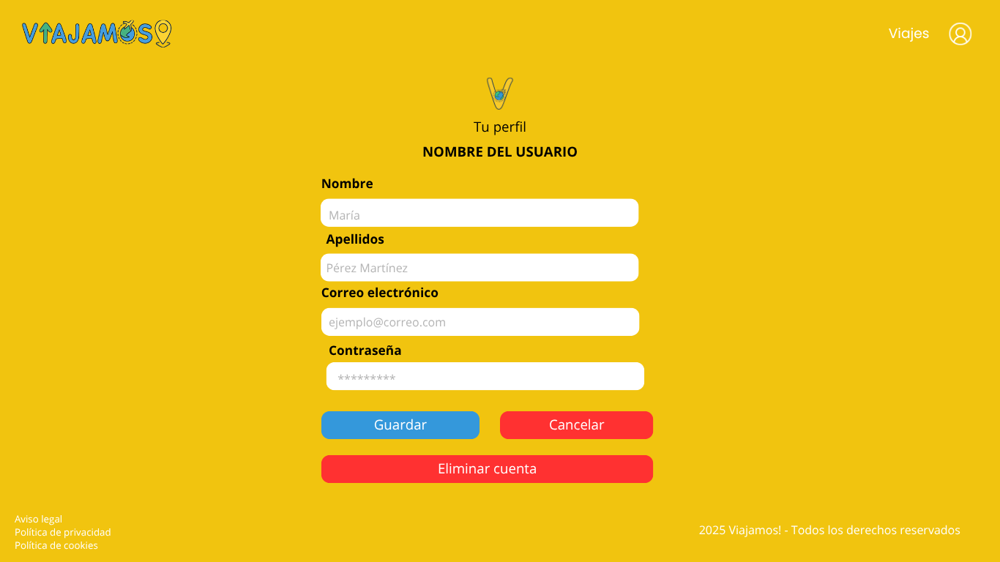 VIAJAMOS
Viajes
V
Tu perfil
NOMBRE DEL USUARIO
Nombre
María
Apellidos
Pérez Martínez
Correo electrónico
ejemplo@correo.com
Contraseña
*********
Guardar
Cancelar
Eliminar cuenta
Aviso legal
Política de privacidad
Política de cookies
2025 Viajamos! - Todos los derechos reservados